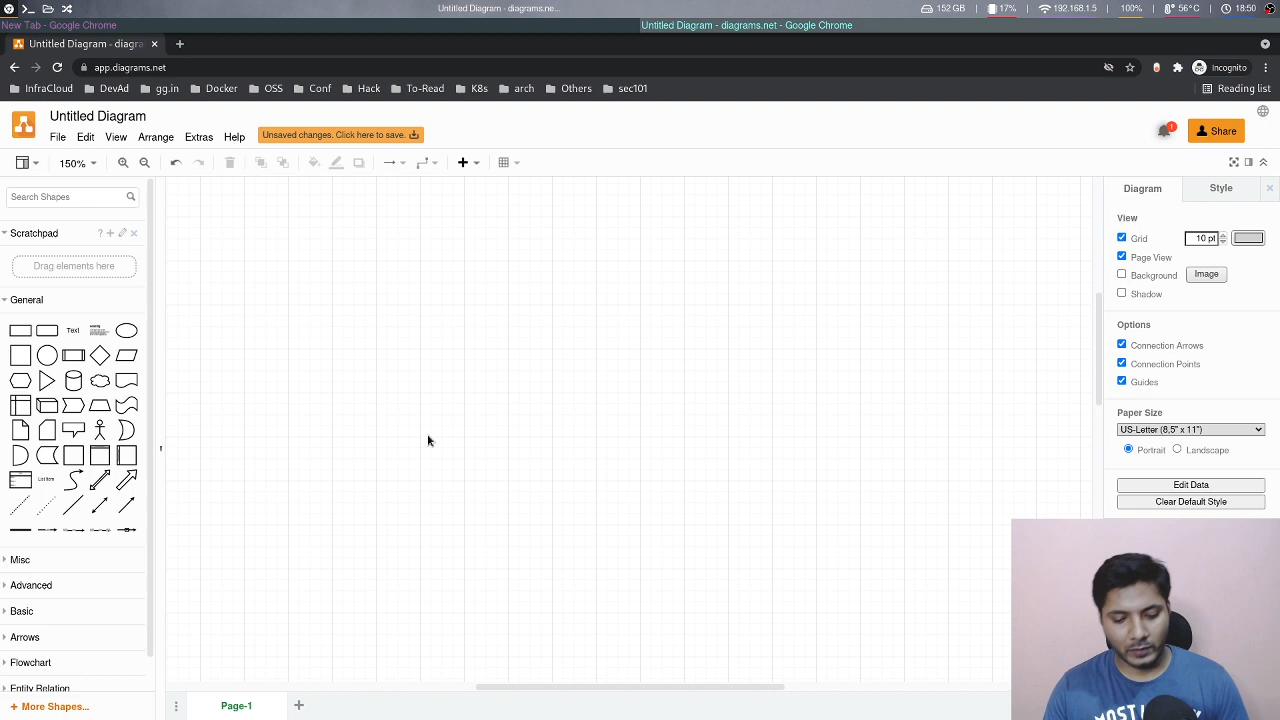 Untitled Diagram - diagrams.ne...
152 GB
17%
192.168.1.5
100%
56°C
18:50
New Tab - Google Chrome
Untitled Diagram - diagrams.net - Google Chrome
Untitled Diagram - diagra
app.diagrams.net
Incognito
InfraCloud
DevAd
gg.in
Docker
OSS
Conf
Hack
To-Read
K8s
arch
Others
sec101
Reading list
Untitled Diagram
File Edit View Arrange Extras Help
Unsaved changes. Click here to save.
1
Share
150%
Search Shapes
Diagram
Style
View
Scratchpad
?
Grid
10 pt
Page View
Drag elements here
Background
Image
Shadow
General
Options
Text
Connection Arrows
Connection Points
Guides
Paper Size
US-Letter (8,5" x 11")
Portrait
Landscape
List Item
Edit Data
Clear Default Style
Misc
Advanced
Basic
Arrows
Flowchart
Entity Relation
+ More Shapes...
Page-1
MOST